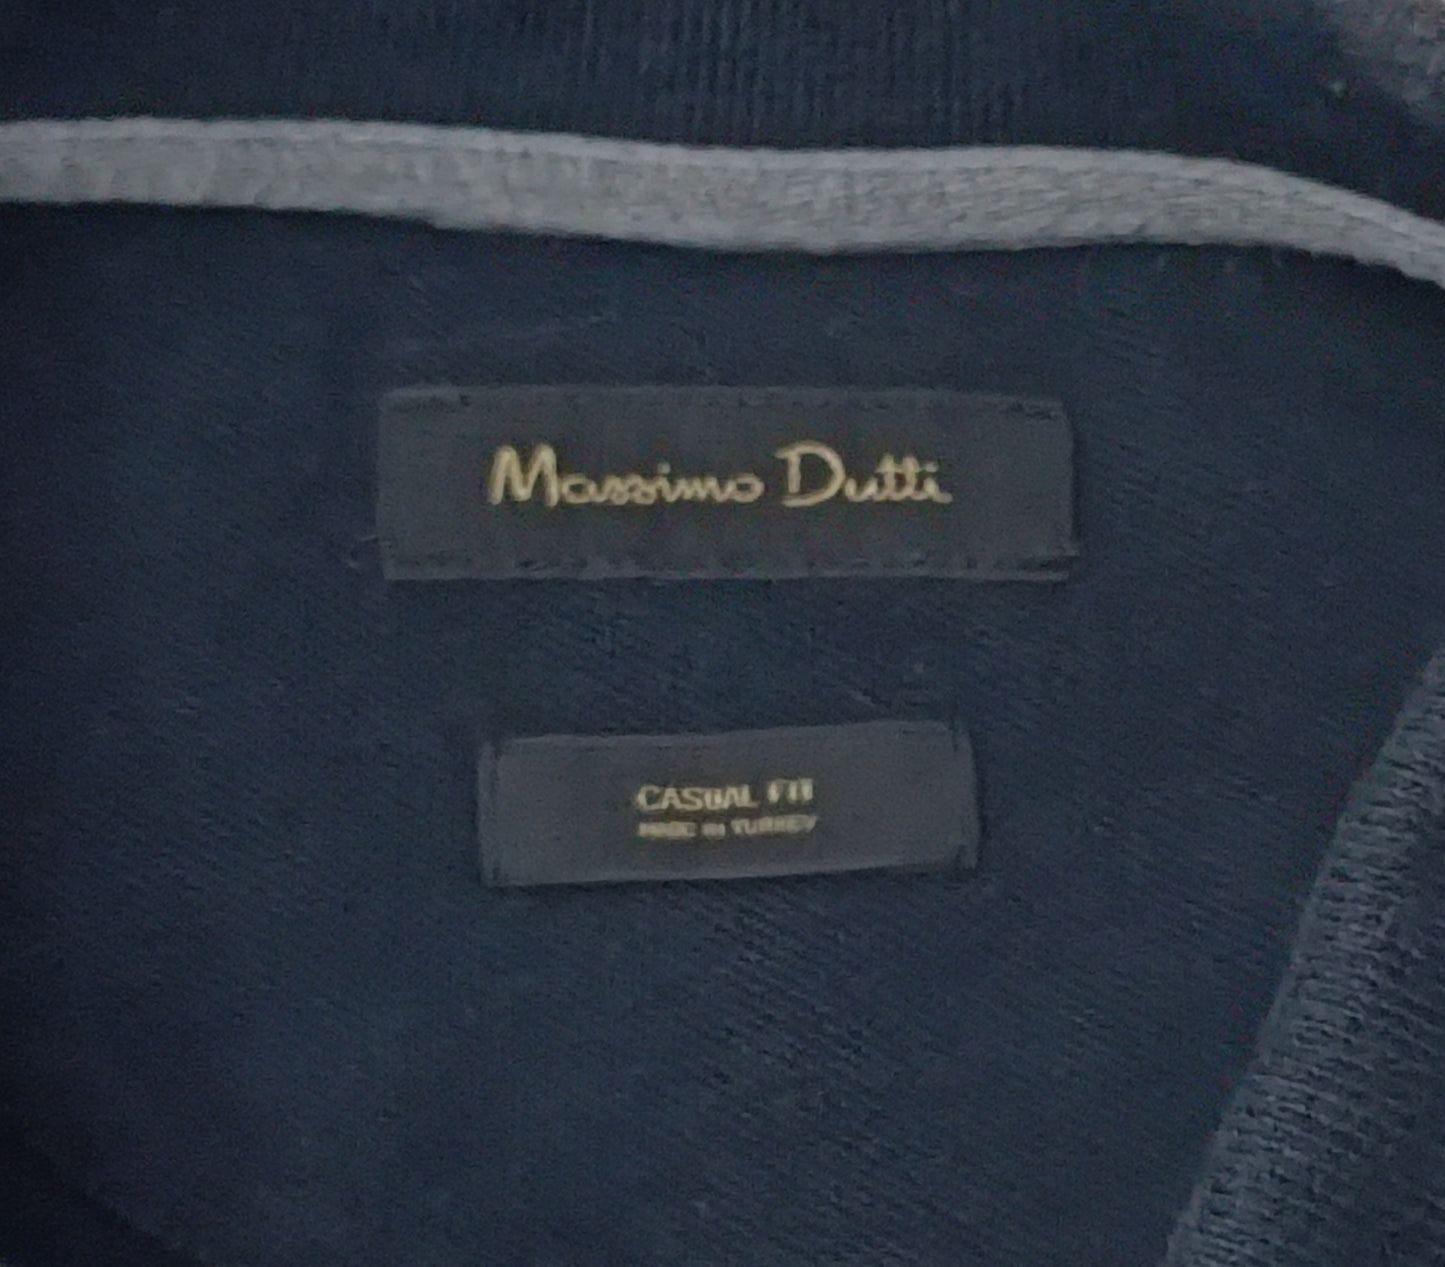 Massimo Dutti
CASUAL FIT
MADE IN TURKEY